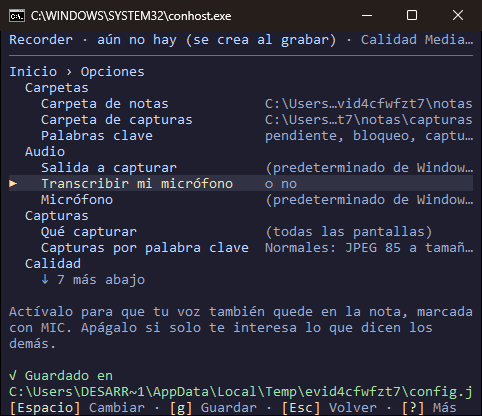 C:\WINDOWS\SYSTEM32\conhost.exe
Recorder · aún no hay (se crea al grabar) · Calidad Media…
Inicio › Opciones
Carpetas
Carpeta de notas C:\Users…vid4cfwfzt7\notas
Carpeta de capturas C:\Users…t7\notas\capturas
Palabras clave pendiente, bloqueo, captu…
Audio
Salida a capturar (predeterminado de Window…
► Transcribir mi micrófono o no
Micrófono (predeterminado de Window…
Capturas
Qué capturar (todas las pantallas)
Capturas por palabra clave Normales: JPEG 85 a tamañ…
Calidad
↓ 7 más abajo
Actívalo para que tu voz también quede en la nota, marcada
con MIC. Apágalo si solo te interesa lo que dicen los
demás.
√ Guardado en
C:\Users\DESARR~1\AppData\Local\Temp\evid4cfwfzt7\config.j
[Espacio] Cambiar · [g] Guardar · [Esc] Volver · [?] Más